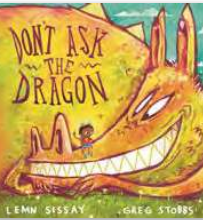 DON'T ASK
THE
DRAGON
LEMN SISSAY
GREG STOBBS